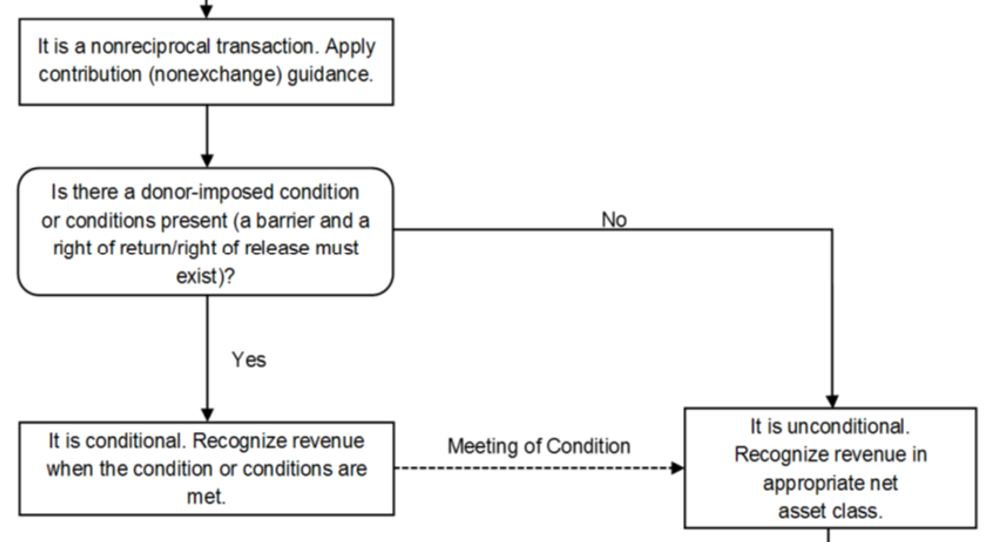 It is a nonreciprocal transaction. Apply
contribution (nonexchange) guidance.
Is there a donor-imposed condition
or conditions present (a barrier and a
right of return/right of release must
exist)?
No
Yes
It is conditional. Recognize revenue
when the condition or conditions are
met.
Meeting of Condition
It is unconditional.
Recognize revenue in
appropriate net
asset class.